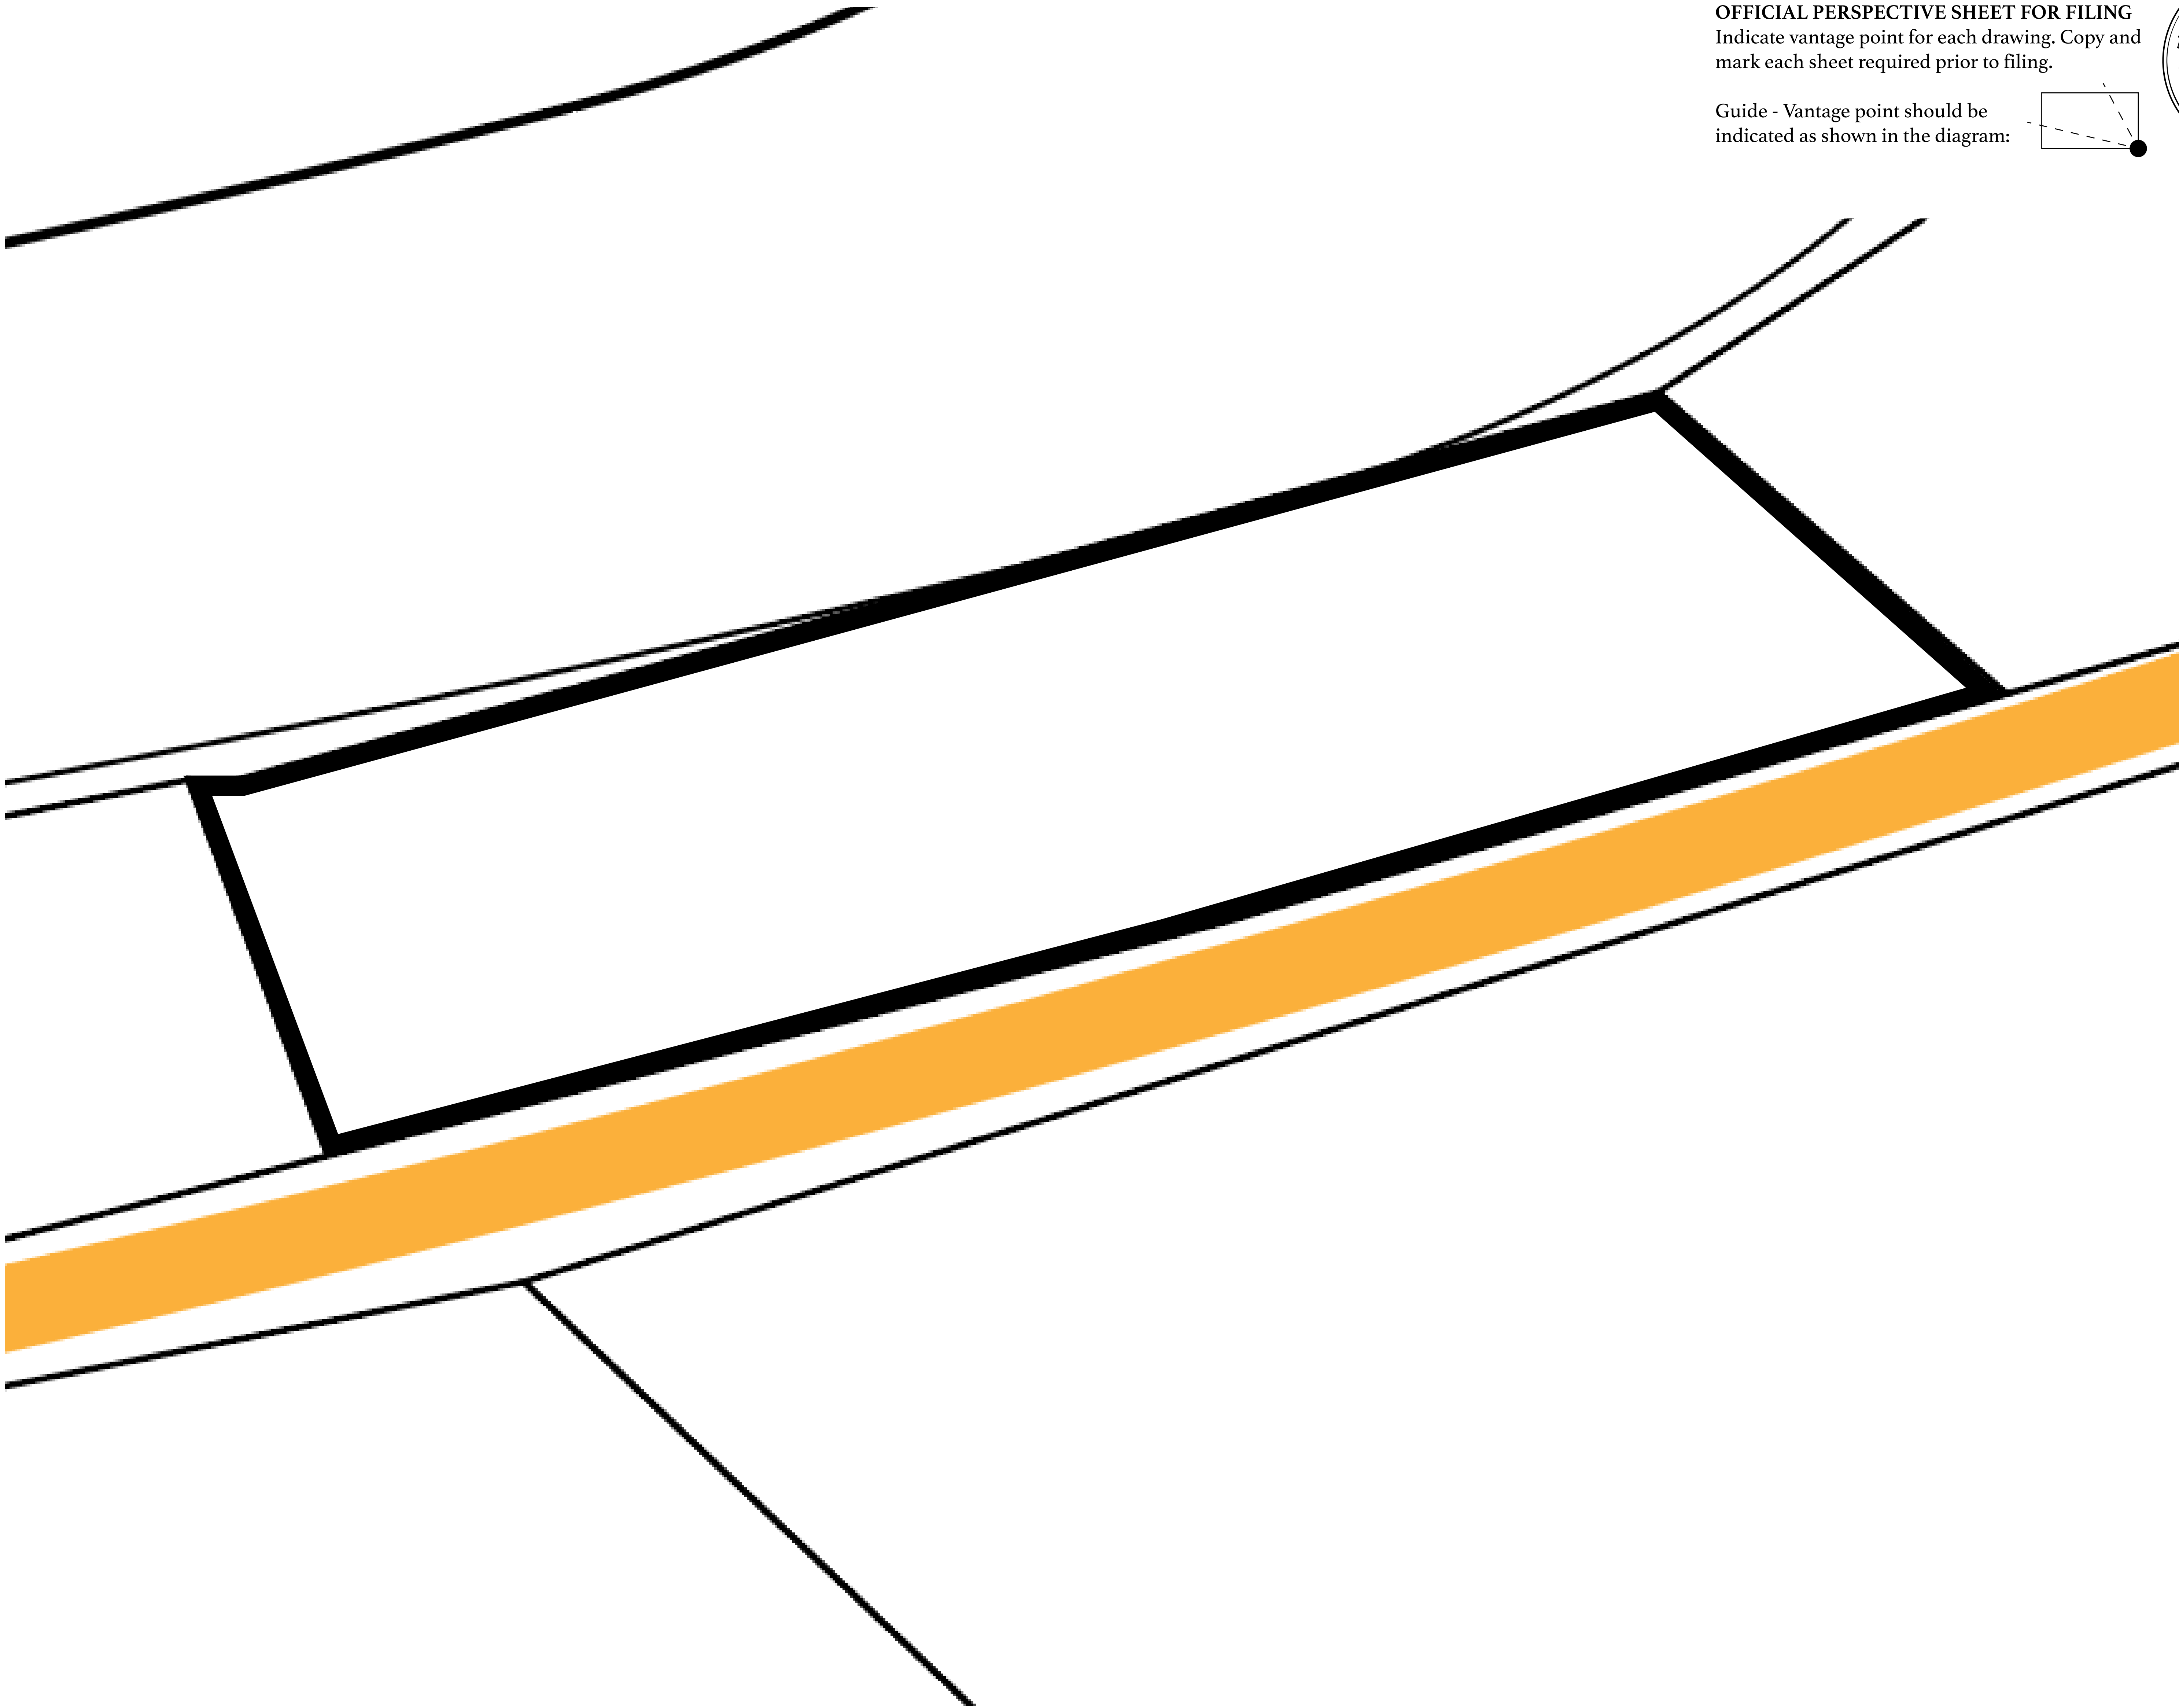 OFFICIAL PERSPECTIVE SHEET FOR FILING
Indicate vantage point for each drawing. Copy and
mark each sheet required prior to filing.
Guide - Vantage point should be
indicated as shown in the diagram: